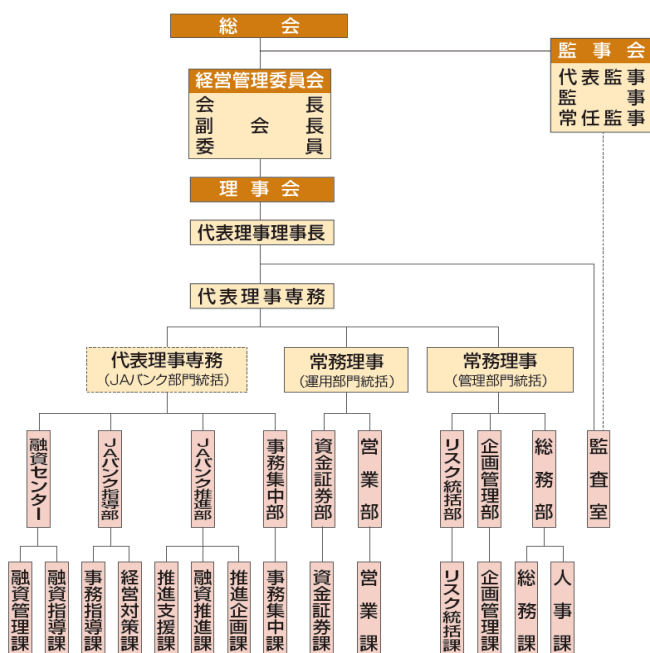 総会
監事会
代表監事
監事
常任監事
経営管理委員会
会長
副会長
委員
理事会
代表理事理事長
代表理事専務
代表理事専務
(JAバンク部門統括)
常務理事
(運用部門統括)
常務理事
(管理部門統括)
融資センター
JAバンク指導部
JAバンク推進部
事務集中部
資金証券部
営業部
リスク統括部
企画管理部
総務部
監査室
融資管理課
融資指導課
事務指導課
経営対策課
推進支援課
融資推進課
推進企画課
事務集中課
資金証券課
営業課
リスク統括課
企画管理課
総務課
人事課